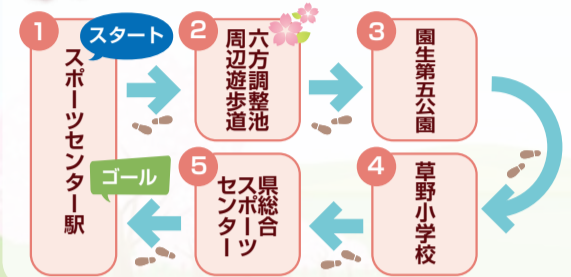 1
スタート
スポーツセンター駅
ゴール
2
六方調整池
周辺遊歩道
3
園生第五公園
4
草野小学校
5
県総合
スポーツ
センター